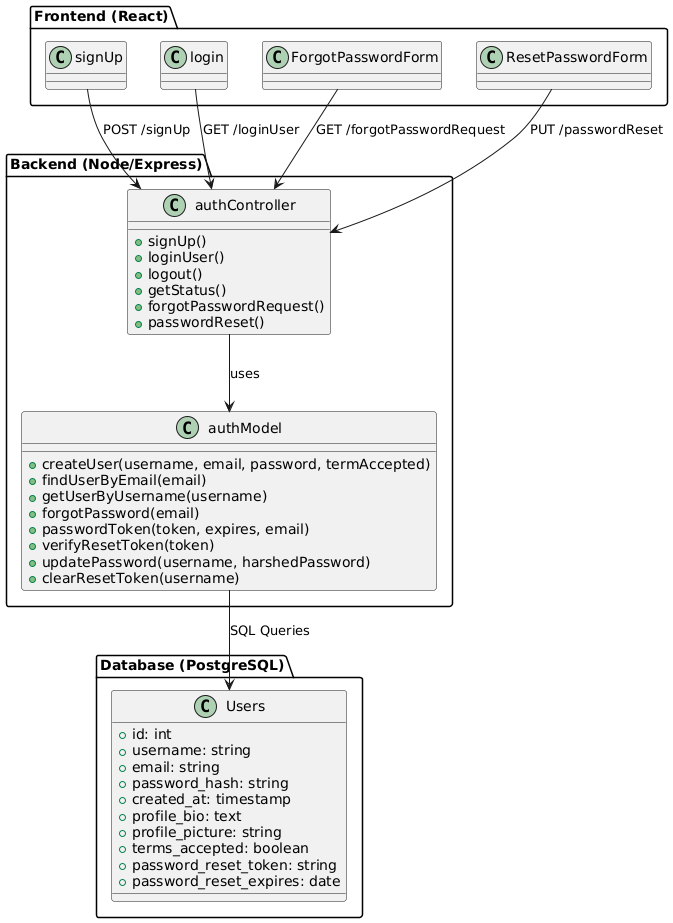 Frontend (React)
C signUp
C login
C ForgotPasswordForm
C ResetPasswordForm
POST /signUp
GET /loginUser
GET /forgotPasswordRequest
PUT /passwordReset
Backend (Node/Express)
C authController
signUp()
loginUser()
logout()
getStatus()
forgotPasswordRequest()
passwordReset()
uses
C authModel
createUser(username, email, password, termAccepted)
findUserByEmail(email)
getUserByUsername(username)
forgotPassword(email)
passwordToken(token, expires, email)
verifyResetToken(token)
updatePassword(username, harshedPassword)
clearResetToken(username)
SQL Queries
Database (PostgreSQL)
C Users
id: int
username: string
email: string
password_hash: string
created_at: timestamp
profile_bio: text
profile_picture: string
terms_accepted: boolean
password_reset_token: string
password_reset_expires: date